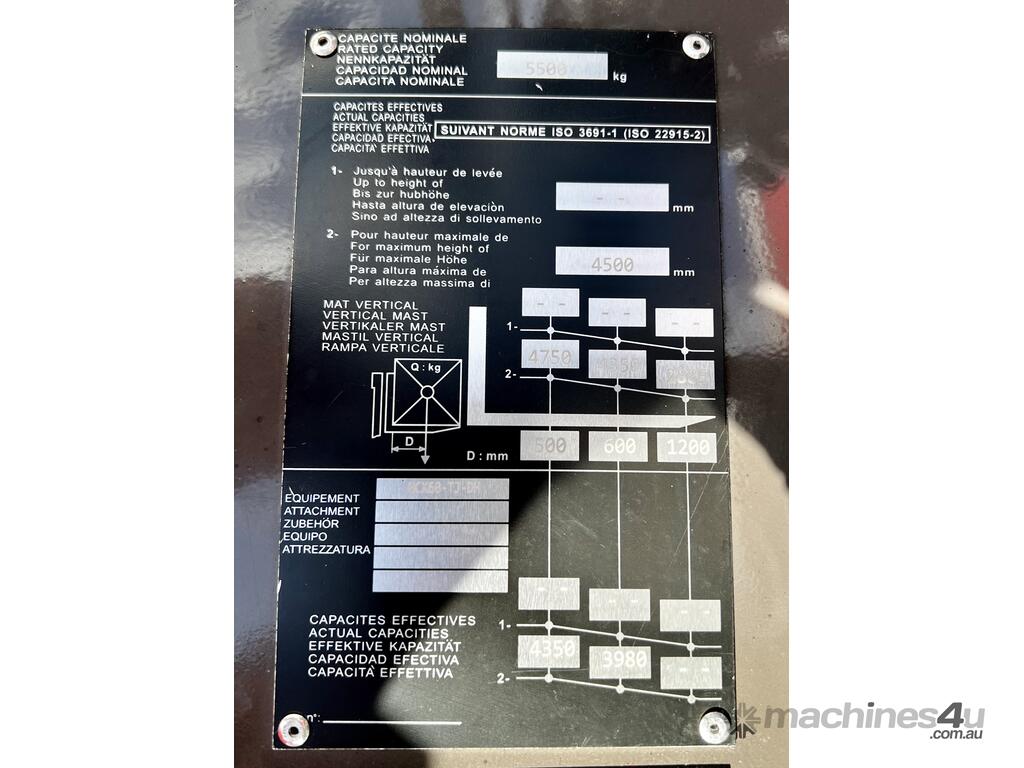 CAPACITE NOMINALE
RATED CAPACITY
NENNKAPAZITÄT
CAPACIDAD NOMINAL
CAPACITA NOMINALE
5500 kg
CAPACITES EFFECTIVES
ACTUAL CAPACITIES
EFFEKTIVE KAPAZITÄT
CAPACIDAD EFECTIVA
CAPACITA' EFFETTIVA
SUIVANT NORME ISO 3691-1 (ISO 22915-2)
1- Jusqu'à hauteur de levée
Up to height of
Bis zur hubhöhe
Hasta altura de elevaciòn
Sino ad altezza di sollevamento
- - mm
2- Pour hauteur maximale de
For maximum height of
Für maximale Höhe
Para altura máxima de
Per altezza massima di
4500 mm
MAT VERTICAL
VERTICAL MAST
VERTIKALER MAST
MASTIL VERTICAL
RAMPA VERTICALE
Q : kg
D
1- - - - - - -
2- 4750
D : mm 500 600 1200
EQUIPEMENT
ATTACHMENT
ZUBEHÖR
EQUIPO
ATTREZZATURA
CAPACITES EFFECTIVES
ACTUAL CAPACITIES
EFFEKTIVE KAPAZITÄT
CAPACIDAD EFECTIVA
CAPACITA' EFFETTIVA
1- - - - - - -
2- 4350 3980 - -
n°:
machines4u
.com.au